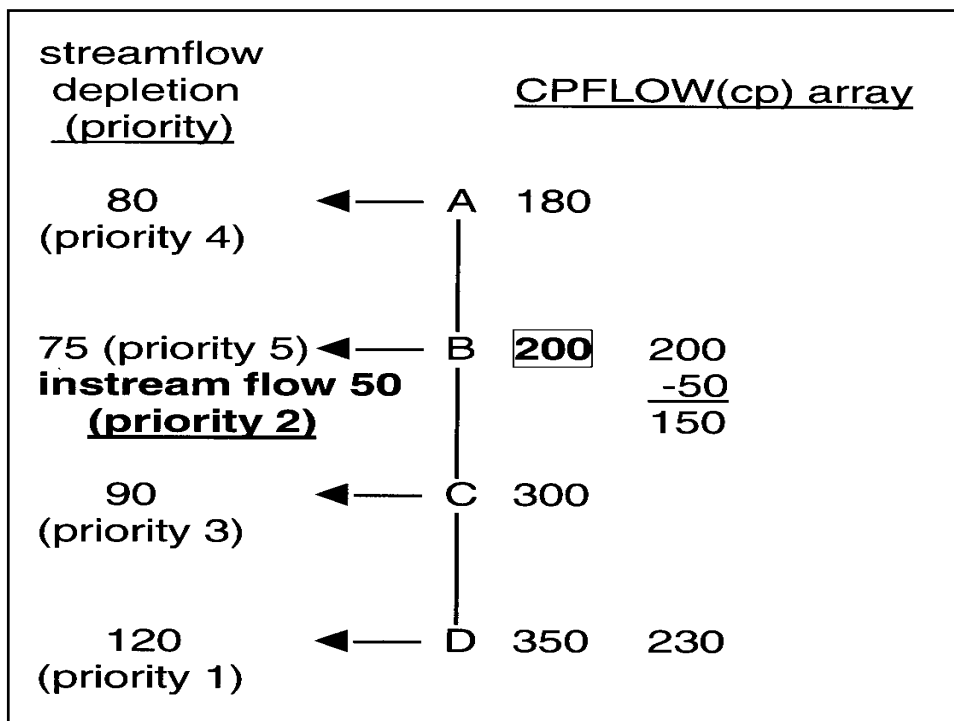 streamflow
depletion
(priority)
CPFLOW(cp) array
80
(priority 4)
A 180
75 (priority 5)
instream flow 50
(priority 2)
B 200 200
-50
150
90
(priority 3)
C 300
120
(priority 1)
D 350 230